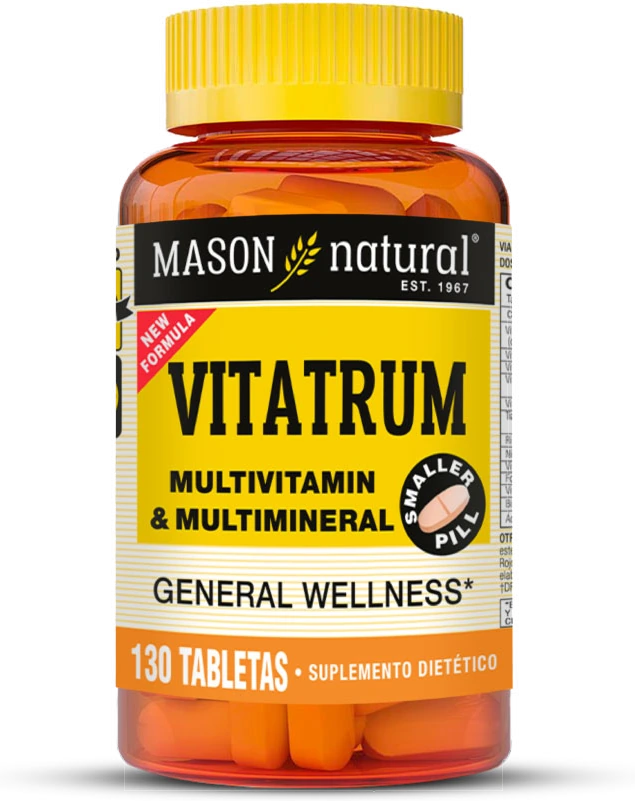 MASON natural®
EST. 1967
NEW
FORMULA
VITATRUM
MULTIVITAMIN
& MULTIMINERAL
SMALLER
PILL
GENERAL WELLNESS*
130 TABLETAS • SUPLEMENTO DIETÉTICO